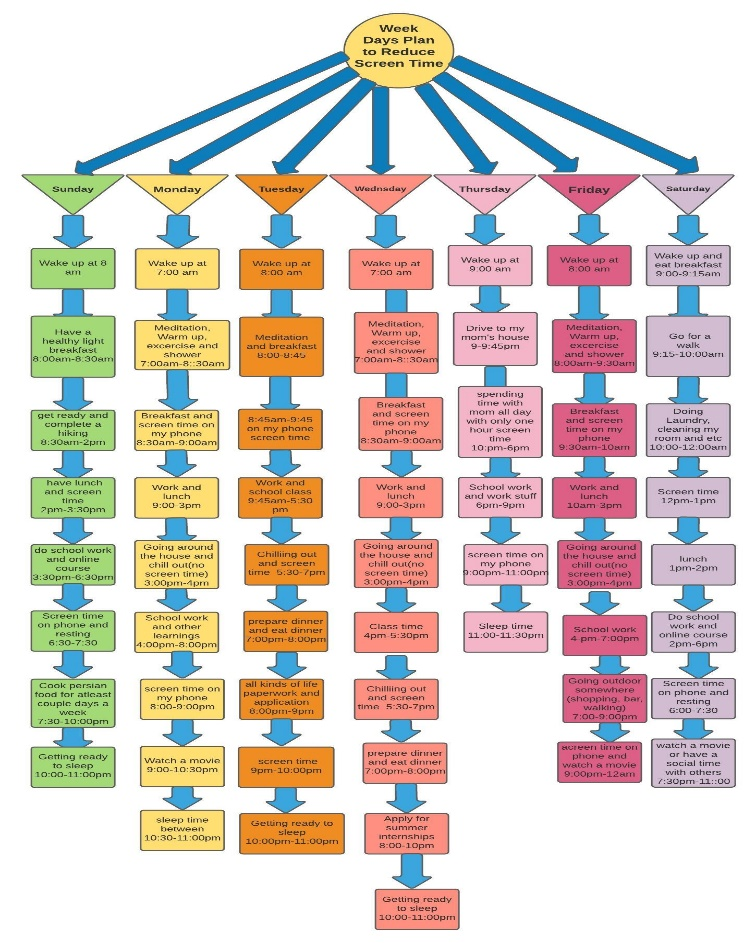 Week
Days Plan
to Reduce
Screen Time
Sunday
Wake up at 8
am
Have a
healthy light
breakfast
8:00am-8:30am
get ready and
complete a
hiking
8:30am-2pm
have lunch
and screen
time
2pm-3:30pm
do school work
and online
course
3:30pm-6:30pm
Screen time
on phone and
resting
6:30-7:30
Cook persian
food for atleast
couple days a
week
7:30-10:00pm
Getting ready
to sleep
10:00-11:00pm
Monday
Wake up at
7:00 am
Meditation,
Warm up,
excercise and
shower
7:00am-8::30am
Breakfast and
screen time on
my phone
8:30am-9:00am
Work and
lunch
9:00-3pm
Going around
the house and
chill out(no
screen time)
3:00pm-4pm
School work
and other
learnings
4:00pm-8:00pm
screen time on
my phone
8:00-9:00pm
Watch a movie
9:00-10:30pm
sleep time
between
10:30-11:00pm
Tuesday
Wake up at
8:00 am
Meditation
and breakfast
8:00-8:45
8:45am-9:45
on my phone
screen time
Work and
school class
9:45am-5:30
pm
Chilliing out
and screen
time  5:30-7pm
prepare dinner
and eat dinner
7:00pm-8:00pm
all kinds of life
paperwork and
application
8:00pm-9pm
screen time
9pm-10:00pm
Getting ready to
sleep
10:00pm-11:00pm
Wednaday
Wake up at
7:00 am
Meditation,
Warm up,
excercise
and shower
7:00am-8::30am
Breakfast
and screen
time on my
phone
8:30am-9:00am
Work and
lunch
9:00-3pm
Going around
the house and
chill out(no
screen time)
3:00pm-4pm
Class time
4pm-5:30pm
Chilliing out
and screen
time  5:30-7pm
prepare dinner
and eat dinner
7:00pm-8:00pm
Apply for
summer
internships
8:00-10pm
Getting ready
to sleep
10:00-11:00pm
Thursday
Wake up at
9:00 am
Drive to my
mom's house
9-9:45pm
spending
time with
mom all day
with only one
hour screen
time
10:pm-6pm
School work
and work stuff
6pm-9pm
screen time on
my phone
9:00pm-11:00pm
Sleep time
11:00-11:30pm
Friday
Wake up at
8:00 am
Meditation,
Warm up,
excercise
and shower
8:00am-9:30am
Breakfast
and screen
time on my
phone
9:30am-10am
Work and
lunch
10am-3pm
Going around
the house and
chill out(no
screen time)
3:00pm-4pm
School work
4-pm-7:00pm
Going outdoor
somewhere
(shopping, bar,
walking)
7:00-9:00pm
screen time on
phone and
watch a movie
9:00pm-12am
Saturday
Wake up and
eat breakfast
9:00-9:15am
Go for a
walk
9:15-10:00am
Doing
Laundry,
cleaning my
room and etc
10:00-12:00am
Screen time
12pm-1pm
lunch
1pm-2pm
Do school
work and
online course
2pm-6pm
Screen time
on phone and
resting
6:00-7:30
watch a movie
or have a
social time
with others
7:30pm-11::00